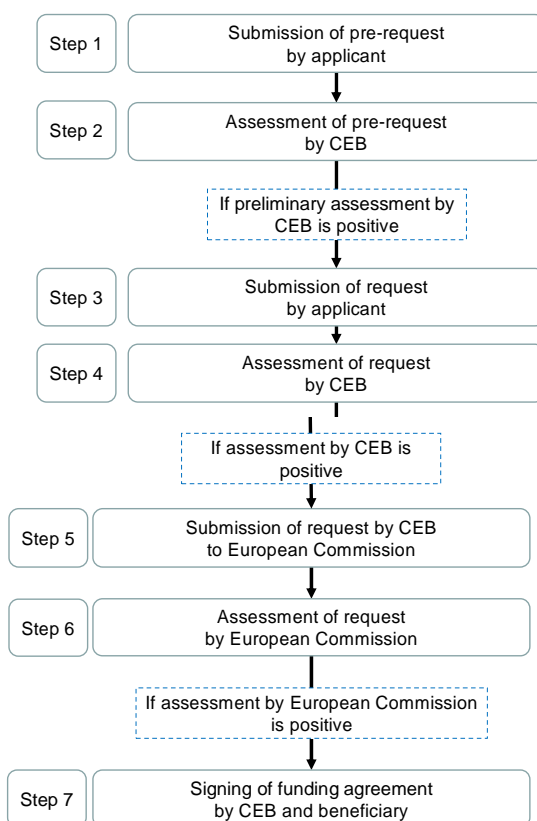 Step 1
Submission of pre-request
by applicant
Step 2
Assessment of pre-request
by CEB
If preliminary assessment by
CEB is positive
Step 3
Submission of request
by applicant
Step 4
Assessment of request
by CEB
If assessment by CEB is
positive
Step 5
Submission of request by CEB
to European Commission
Step 6
Assessment of request
by European Commission
If assessment by European Commission
is positive
Step 7
Signing of funding agreement
by CEB and beneficiary